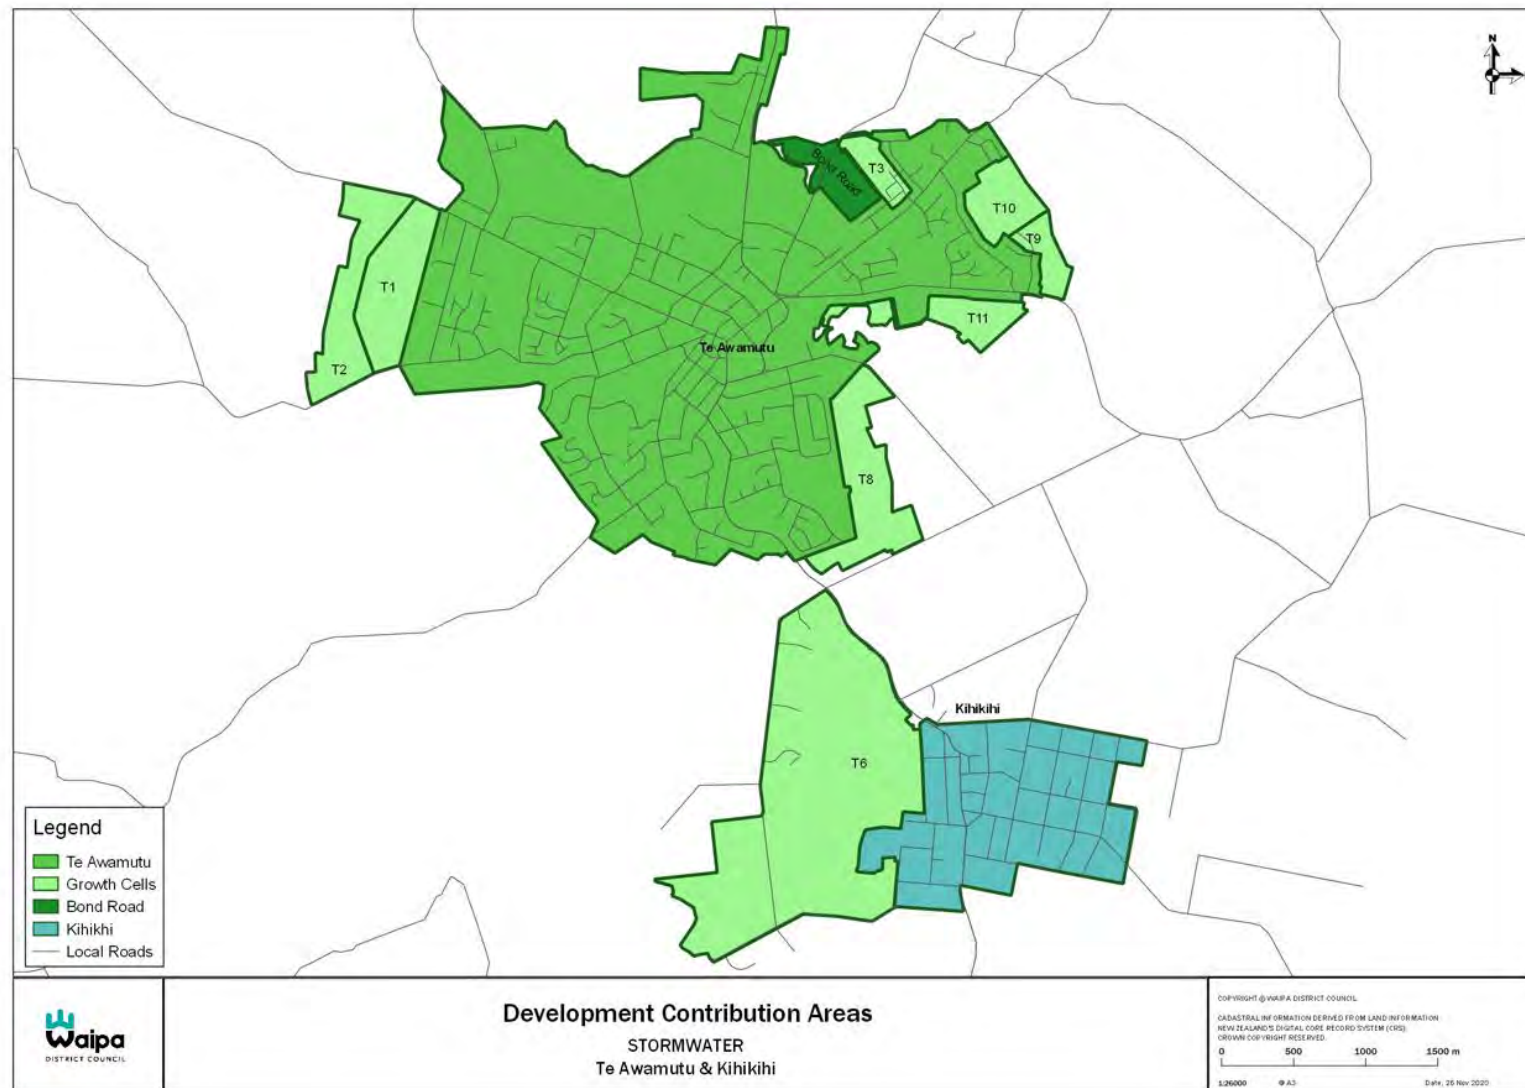 N
Bond Road
T3
T10
T9
T1
T11
Te Awamutu
T2
T8
Kihikihi
T6
Legend
Te Awamutu
Growth Cells
Bond Road
Kihikhi
Local Roads
Waipa
DISTRICT COUNCIL
Development Contribution Areas
STORMWATER
Te Awamutu & Kihikihi
COPYRIGHT @ WAIPA DISTRICT COUNCIL
CADASTRAL INFORMATION DERIVED FROM LAND INFORMATION
NEW ZEALAND'S DIGITAL CORE RECORD SYSTEM (CRS).
CROWN COPYRIGHT RESERVED.
0 500 1000 1500 m
1:26000 @ A3 Date, 26 Nov 2020